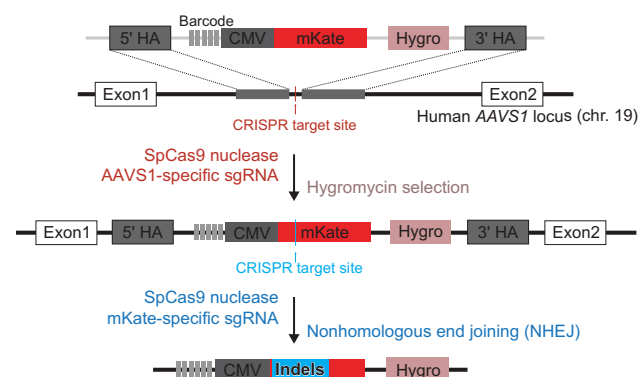 Barcode
5' HA CMV mKate Hygro 3' HA
Exon1 Exon2
CRISPR target site Human AAVS1 locus (chr. 19)
SpCas9 nuclease
AAVS1-specific sgRNA
Hygromycin selection
Exon1 5' HA CMV mKate Hygro 3' HA Exon2
CRISPR target site
SpCas9 nuclease
mKate-specific sgRNA
Nonhomologous end joining (NHEJ)
CMV Indels Hygro